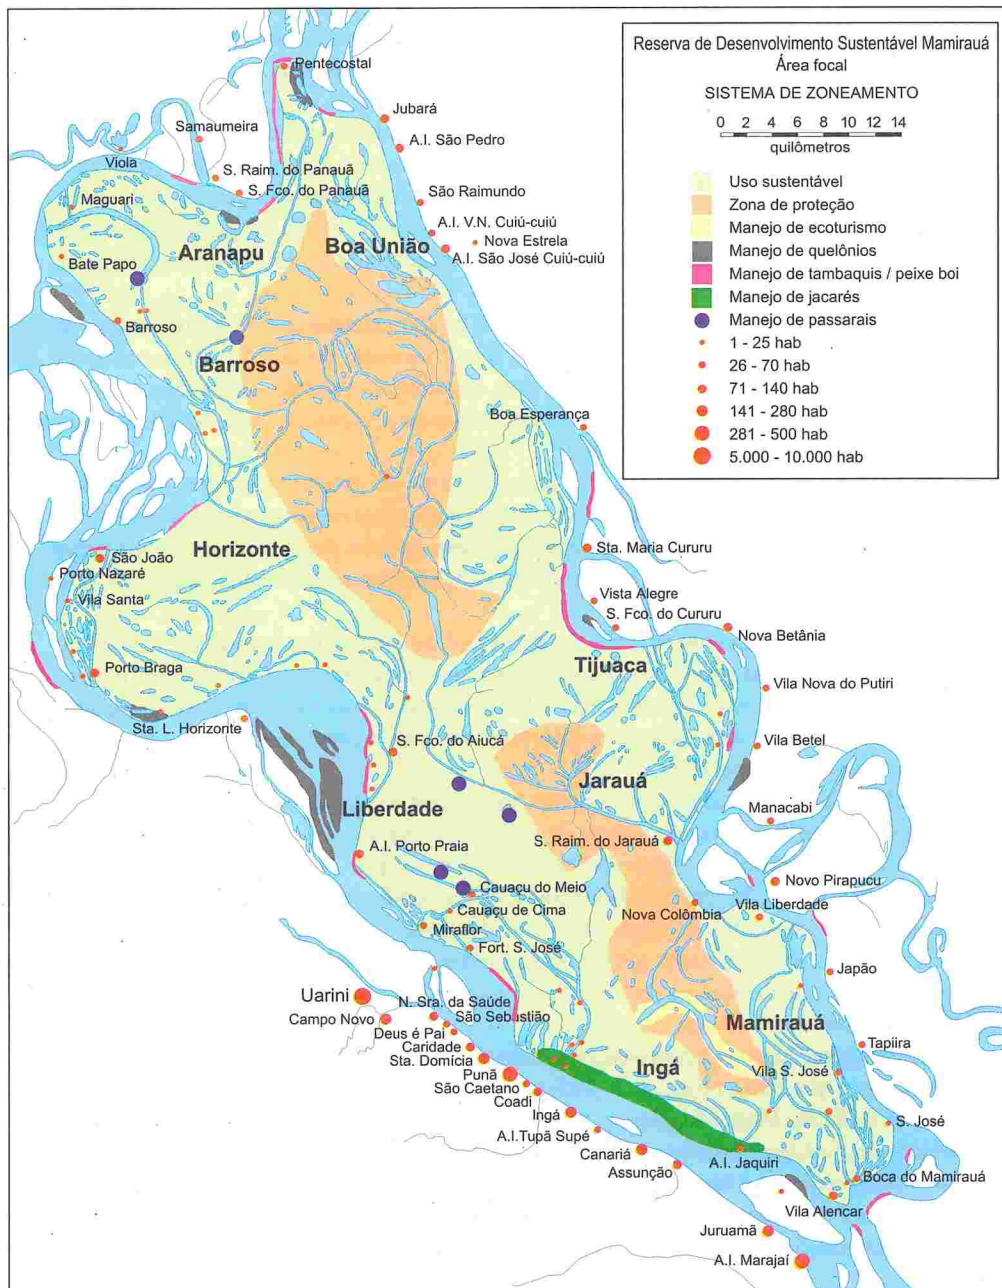 Reserva de Desenvolvimento Sustentável Mamirauá
Área focal
SISTEMA DE ZONEAMENTO
0 2 4 6 8 10 12 14
quilômetros
Uso sustentável
Zona de proteção
Manejo de ecoturismo
Manejo de quelônios
Manejo de tambaquis / peixe boi
Manejo de jacarés
Manejo de passarais
1 - 25 hab
26 - 70 hab
71 - 140 hab
141 - 280 hab
281 - 500 hab
5.000 - 10.000 hab
Pentecostal
Jubará
Samaumeira
A.I. São Pedro
Viola
S. Raim. do Panauã
S. Fco. do Panauã
Maguari
São Raimundo
A.I. V.N. Cuiú-cuiú
Nova Estrela
Aranapu
Boa União
A.I. São José Cuiú-cuiú
Bate Papo
Barroso
Barroso
Boa Esperança
Horizonte
Sta. Maria Cururu
São João
Porto Nazaré
Vila Santa
Vista Alegre
S. Fco. do Cururu
Nova Betânia
Tijuaca
Porto Braga
Vila Nova do Putiri
Sta. L. Horizonte
S. Fco. do Aiucá
Vila Betel
Jarauá
Liberdade
Manacabi
S. Raim. do Jarauá
A.I. Porto Praia
Novo Pirapucu
Cauaçu do Meio
Vila Liberdade
Cauaçu de Cima
Nova Colômbia
Miraflor
Fort. S. José
Japão
Uarini
N. Sra. da Saúde
Campo Novo
São Sebastião
Mamirauá
Deus é Pai
Caridade
Tapiira
Sta. Domícia
Ingá
Vila S. José
Punã
São Caetano
Coadi
Ingá
S. José
A.I.Tupã Supé
Canariá
A.I. Jaquiri
Assunção
Boca do Mamirauá
Vila Alencar
Juruamã
A.I. Marajaí